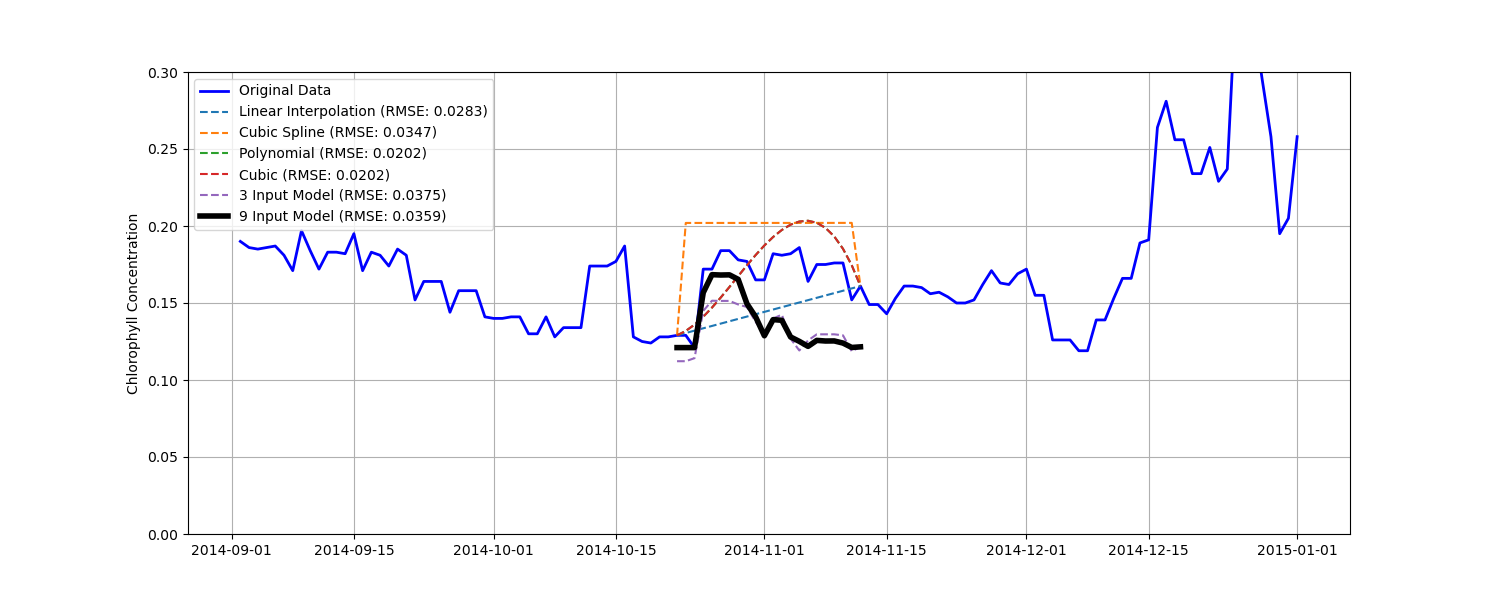 0.30
0.25
0.20
0.15
0.10
0.05
0.00
Chlorophyll Concentration
Original Data
Linear Interpolation (RMSE: 0.0283)
Cubic Spline (RMSE: 0.0347)
Polynomial (RMSE: 0.0202)
Cubic (RMSE: 0.0202)
3 Input Model (RMSE: 0.0375)
9 Input Model (RMSE: 0.0359)
2014-09-01 2014-09-15 2014-10-01 2014-10-15 2014-11-01 2014-11-15 2014-12-01 2014-12-15 2015-01-01